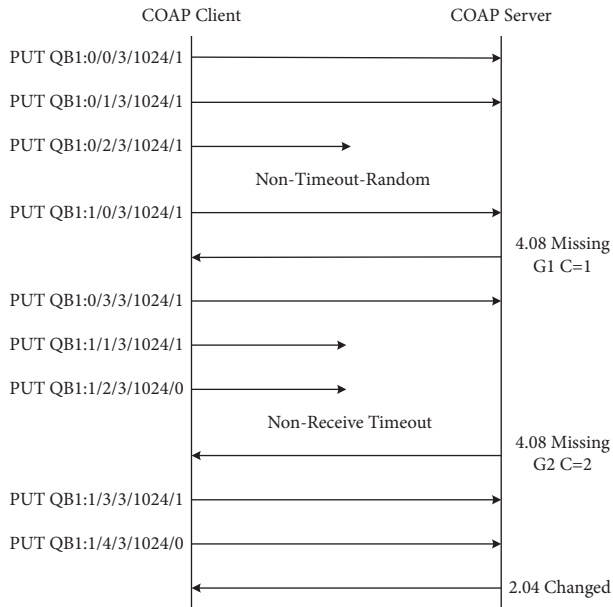 COAP Client COAP Server
PUT QB1:0/0/3/1024/1
PUT QB1:0/1/3/1024/1
PUT QB1:0/2/3/1024/1
Non-Timeout-Random
PUT QB1:1/0/3/1024/1
4.08 Missing
G1 C=1
PUT QB1:0/3/3/1024/1
PUT QB1:1/1/3/1024/1
PUT QB1:1/2/3/1024/0
Non-Receive Timeout
4.08 Missing
G2 C=2
PUT QB1:1/3/3/1024/1
PUT QB1:1/4/3/1024/0
2.04 Changed